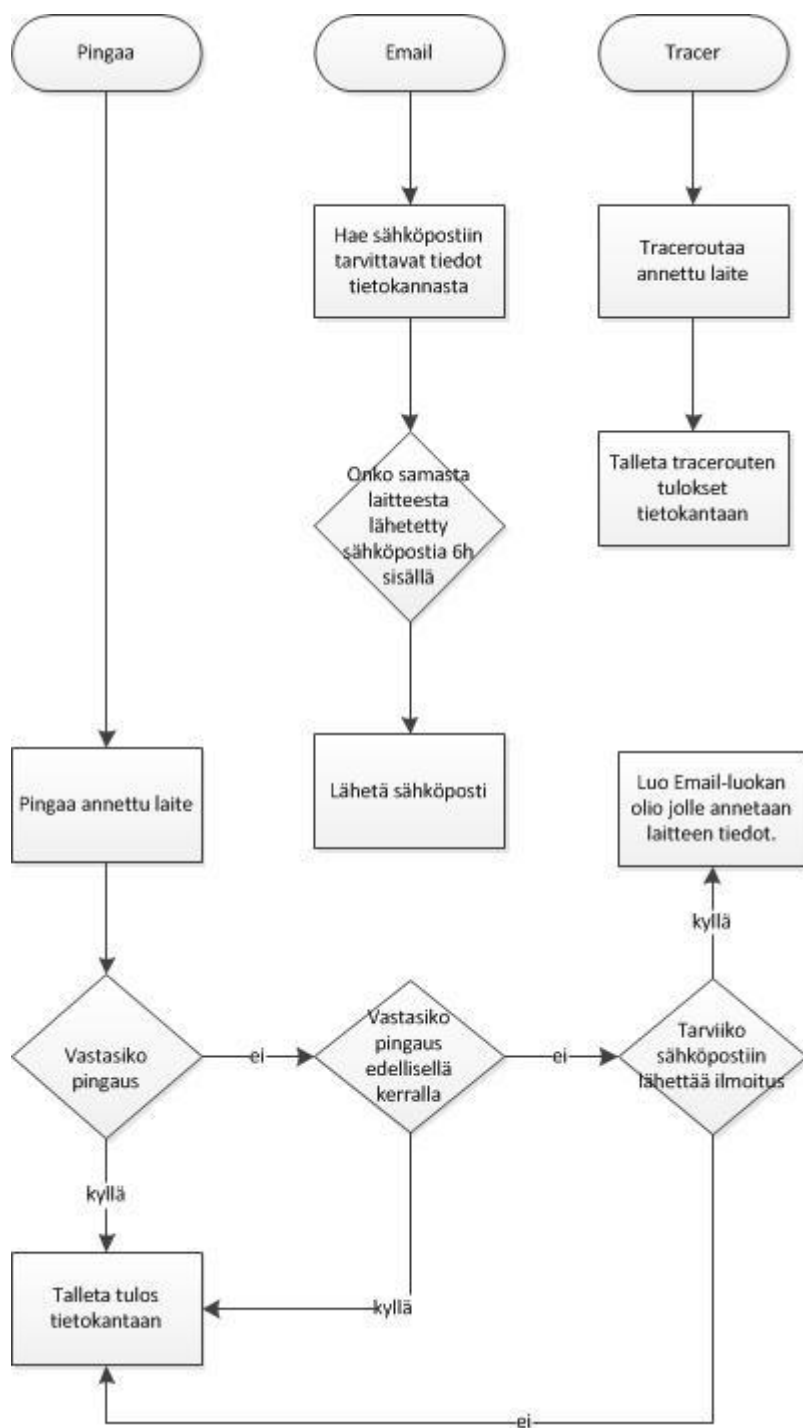 Pingaa
Email
Tracer
Hae sähköpostiin
tarvittavat tiedot
tietokannasta
Traceroutaa
annettu laite
Onko samasta
laitteesta
lähetetty
sähköpostia 6h
sisällä
Talleta tracerouten
tulokset
tietokantaan
Pingaa annettu laite
Lähetä sähköposti
Luo Email-luokan
olio jolle annetaan
laitteen tiedot.
kyllä
Vastasiko
pingaus
ei
Vastasiko
pingaus
edellisellä
kerralla
ei
Tarviiko
sähköpostiin
lähettää ilmoitus
kyllä
Talleta tulos
tietokantaan
kyllä
ei